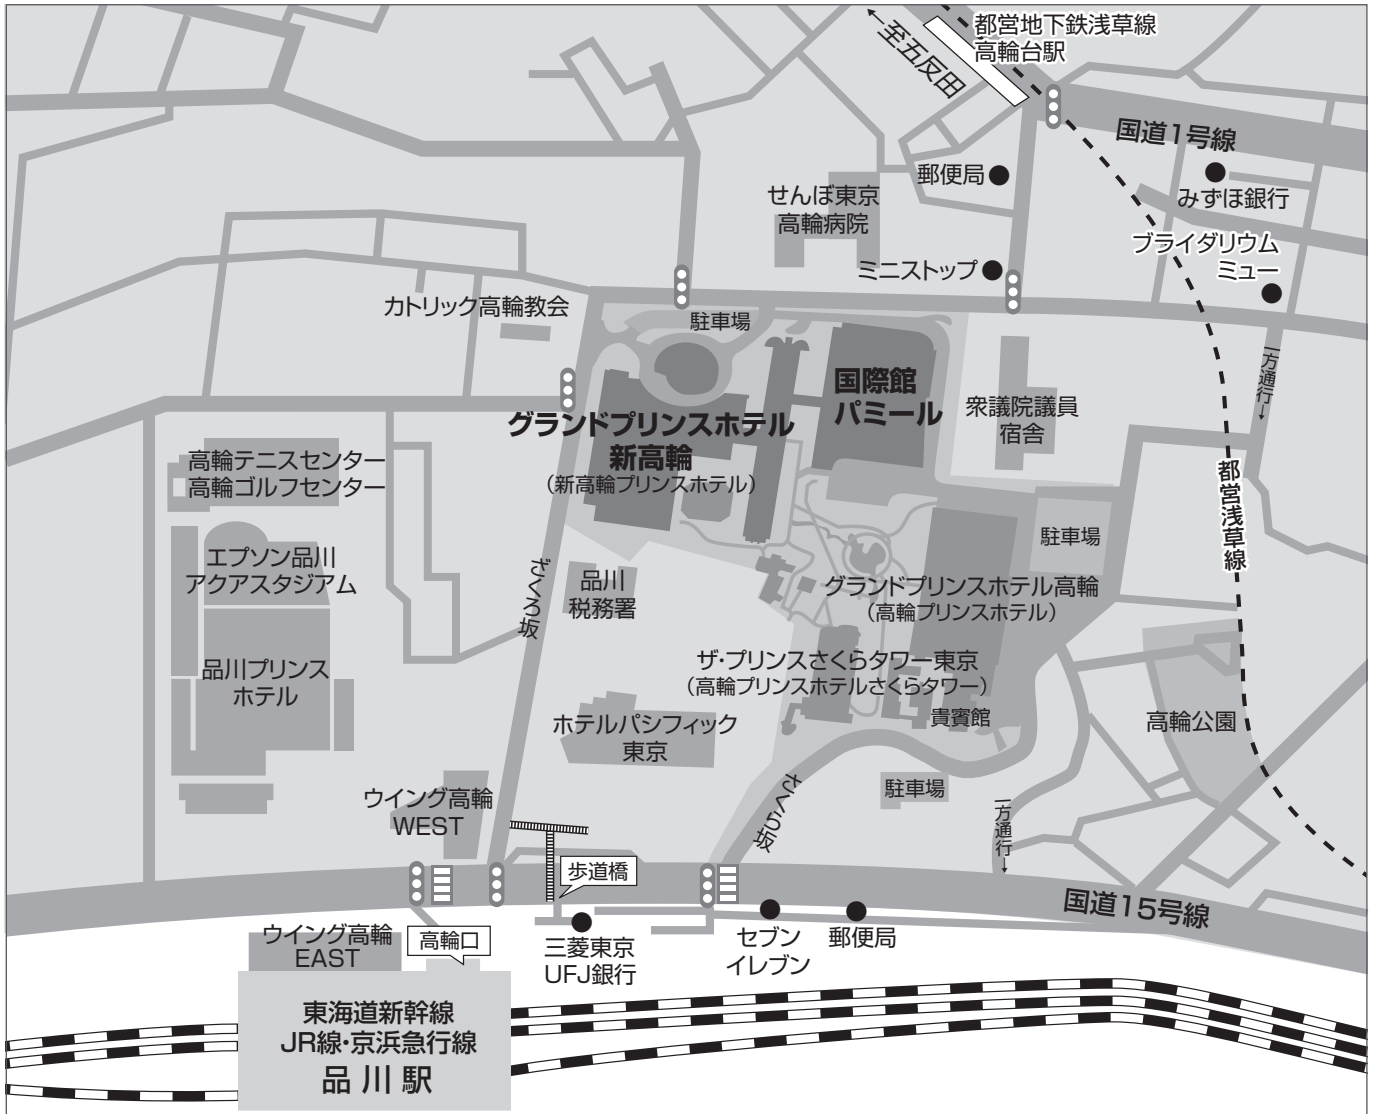 都営地下鉄浅草線
高輪台駅
←至五反田
国道1号線
郵便局
みずほ銀行
せんぽ東京
高輪病院
ブライダリウム
ミュー
ミニストップ
カトリック高輪教会
駐車場
一方通行→
国際館
パミール
衆議院議員
宿舎
グランドプリンスホテル
新高輪
(新高輪プリンスホテル)
高輪テニスセンター
高輪ゴルフセンター
都営浅草線
駐車場
エプソン品川
アクアスタジアム
ざくろ坂
品川
税務署
グランドプリンスホテル高輪
(高輪プリンスホテル)
品川プリンス
ホテル
ザ・プリンスさくらタワー東京
(高輪プリンスホテルさくらタワー)
貴賓館
高輪公園
ホテルパシフィック
東京
ウイング高輪
WEST
さくら坂
駐車場
一方通行→
歩道橋
国道15号線
ウイング高輪
EAST
高輪口
三菱東京
UFJ銀行
セブン
イレブン
郵便局
東海道新幹線
JR線・京浜急行線
品川駅